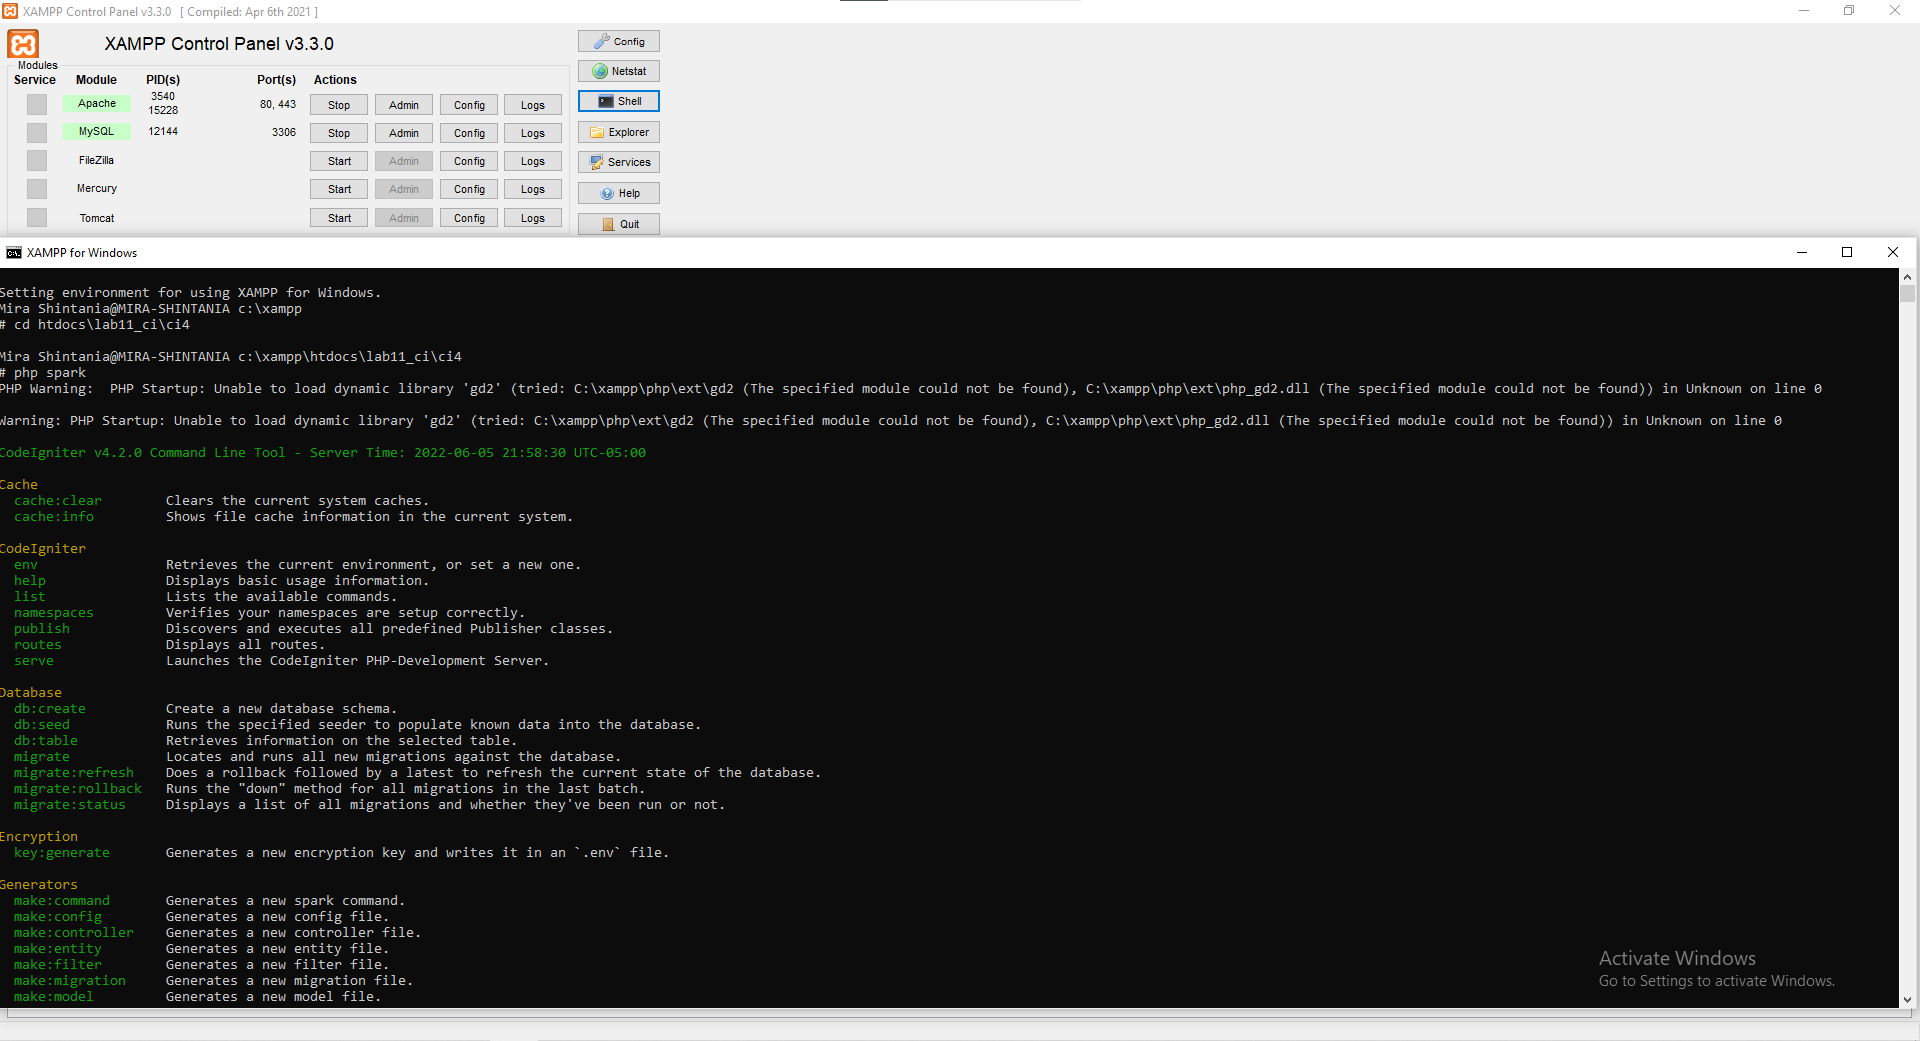 XAMPP Control Panel v3.3.0 [ Compiled: Apr 6th 2021 ]
XAMPP Control Panel v3.3.0
Modules
Service Module PID(s) Port(s) Actions
Apache 3540 15228 80, 443 Stop Admin Config Logs
MySQL 12144 3306 Stop Admin Config Logs
FileZilla Start Admin Config Logs
Mercury Start Admin Config Logs
Tomcat Start Admin Config Logs
Config
Netstat
Shell
Explorer
Services
Help
Quit
XAMPP for Windows
Setting environment for using XAMPP for Windows.
Mira Shintania@MIRA-SHINTANIA c:\xampp
# cd htdocs\lab11_ci\ci4
Mira Shintania@MIRA-SHINTANIA c:\xampp\htdocs\lab11_ci\ci4
# php spark
PHP Warning:  PHP Startup: Unable to load dynamic library 'gd2' (tried: C:\xampp\php\ext\gd2 (The specified module could not be found), C:\xampp\php\ext\php_gd2.dll (The specified module could not be found)) in Unknown on line 0
Warning: PHP Startup: Unable to load dynamic library 'gd2' (tried: C:\xampp\php\ext\gd2 (The specified module could not be found), C:\xampp\php\ext\php_gd2.dll (The specified module could not be found)) in Unknown on line 0
CodeIgniter v4.2.0 Command Line Tool - Server Time: 2022-06-05 21:58:30 UTC-05:00
Cache
cache:clear Clears the current system caches.
cache:info Shows file cache information in the current system.
CodeIgniter
env Retrieves the current environment, or set a new one.
help Displays basic usage information.
list Lists the available commands.
namespaces Verifies your namespaces are setup correctly.
publish Discovers and executes all predefined Publisher classes.
routes Displays all routes.
serve Launches the CodeIgniter PHP-Development Server.
Database
db:create Create a new database schema.
db:seed Runs the specified seeder to populate known data into the database.
db:table Retrieves information on the selected table.
migrate Locates and runs all new migrations against the database.
migrate:refresh Does a rollback followed by a latest to refresh the current state of the database.
migrate:rollback Runs the "down" method for all migrations in the last batch.
migrate:status Displays a list of all migrations and whether they've been run or not.
Encryption
key:generate Generates a new encryption key and writes it in an `.env` file.
Generators
make:command Generates a new spark command.
make:config Generates a new config file.
make:controller Generates a new controller file.
make:entity Generates a new entity file.
make:filter Generates a new filter file.
make:migration Generates a new migration file.
make:model Generates a new model file.
Activate Windows
Go to Settings to activate Windows.